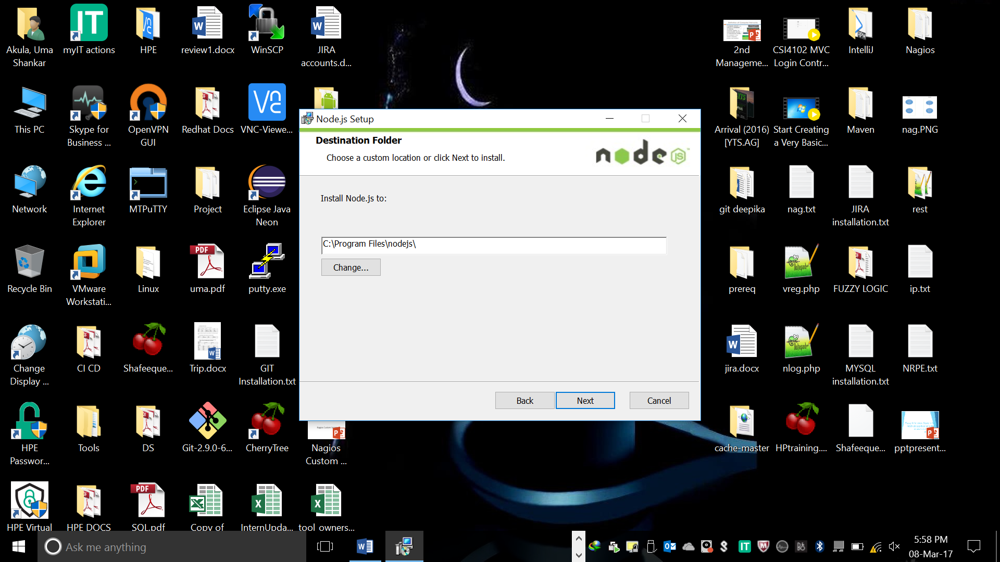 Akula, Uma
Shankar
myIT actions
HPE
review1.docx
WinSCP
JIRA
accounts.d...
2nd
Manageme...
CSI4102 MVC
Login Contr...
IntelliJ
Nagios
This PC
Skype for
Business ...
OpenVPN
GUI
Redhat Docs
VNC-Viewe...
Arrival (2016)
[YTS.AG]
Start Creating
a Very Basic...
Maven
nag.PNG
Node.js Setup
Destination Folder
Choose a custom location or click Next to install.
node
JS
Install Node.js to:
C:\Program Files\nodejs\
Change...
Back
Next
Cancel
Network
Internet
Explorer
MTPuTTY
Project
Eclipse Java
Neon
git deepika
nag.txt
JIRA
installation.txt
rest
Recycle Bin
VMware
Workstati...
Linux
uma.pdf
putty.exe
prereq
vreg.php
FUZZY LOGIC
ip.txt
Change
Display ...
CI CD
Shafeeque...
Trip.docx
GIT
Installation.txt
jira.docx
nlog.php
MYSQL
installation.txt
NRPE.txt
HPE
Passwor...
Tools
DS
Git-2.9.0-6...
CherryTree
Nagios
Custom ...
cache-master
HPtraining....
Shafeeque...
pptpresent...
HPE Virtual
HPE DOCS
SQL.pdf
Copy of
InternUpda...
tool_owners...
Ask me anything
5:58 PM
08-Mar-17